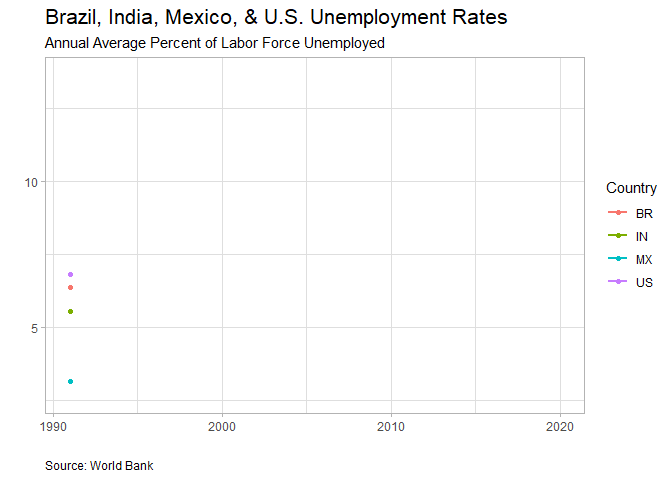 Brazil, India, Mexico, & U.S. Unemployment Rates
Annual Average Percent of Labor Force Unemployed
10
5
1990
2000
2010
2020
Country
BR
IN
MX
US
Source: World Bank